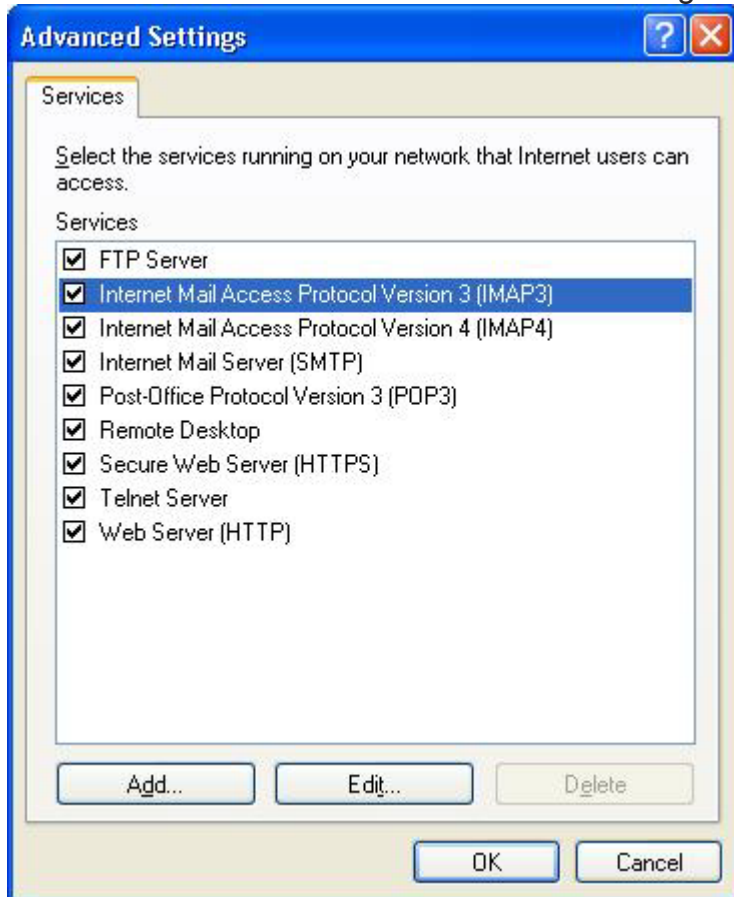 Advanced Settings
Services
Select the services running on your network that Internet users can
access.
Services
FTP Server
Internet Mail Access Protocol Version 3 (IMAP3)
Internet Mail Access Protocol Version 4 (IMAP4)
Internet Mail Server (SMTP)
Post-Office Protocol Version 3 (POP3)
Remote Desktop
Secure Web Server (HTTPS)
Telnet Server
Web Server (HTTP)
Add... Edit... Delete
OK Cancel